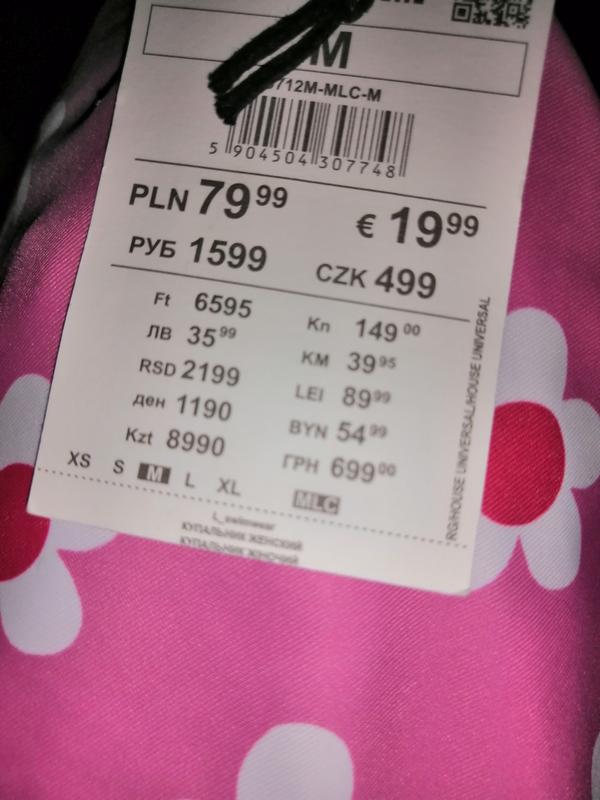 M
712M-MLC-M
5 904504 307748
PLN 79 99
€ 19 99
РУБ 1599
CZK 499
Ft 6595
Kn 149 00
ЛВ 35 99
KM 39 95
RSD 2199
LEI 89 99
ден 1190
BYN 54 99
Kzt 8990
ГРН 699 00
XS S M L XL
MLC
L_swimwear
КУПАЛЬНИК ЖЕНСКИЙ
КУПАЛЬНИК ЖІНОЧИЙ
RG/HOUSE UNIVERSAL/HOUSE UNIVERSAL